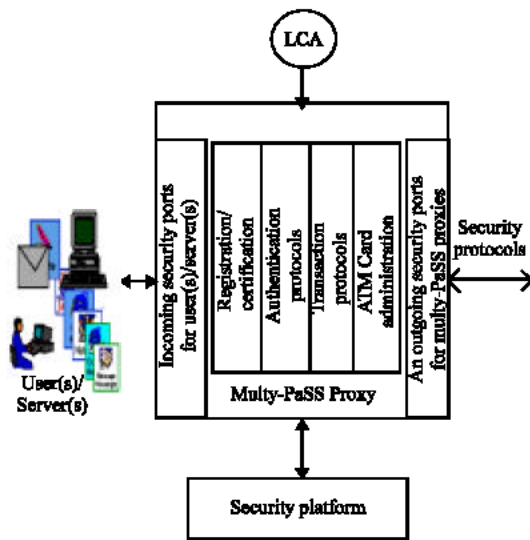 LCA
Incoming security ports
for user(s)/server(s)
Registration/
certification
Authentication
protocols
Transaction
protocols
ATM Card
administration
An outgoing security ports
for multy-PaSS proxies
Security
protocols
User(s)/
Server(s)
Multy-PaSS Proxy
Security platform